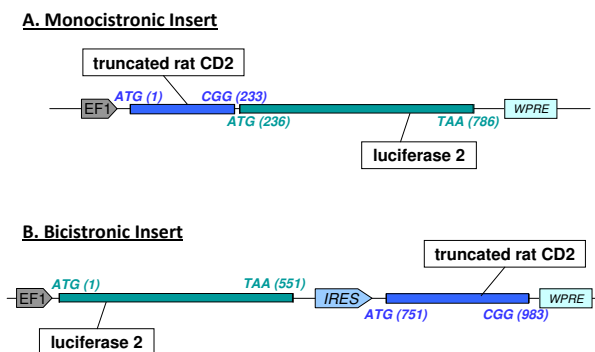 A. Monocistronic Insert
truncated rat CD2
ATG (1) CGG (233)
EF1 WPRE
ATG (236) TAA (786)
luciferase 2
B. Bicistronic Insert
truncated rat CD2
ATG (1) TAA (551)
EF1 IRES WPRE
ATG (751) CGG (983)
luciferase 2